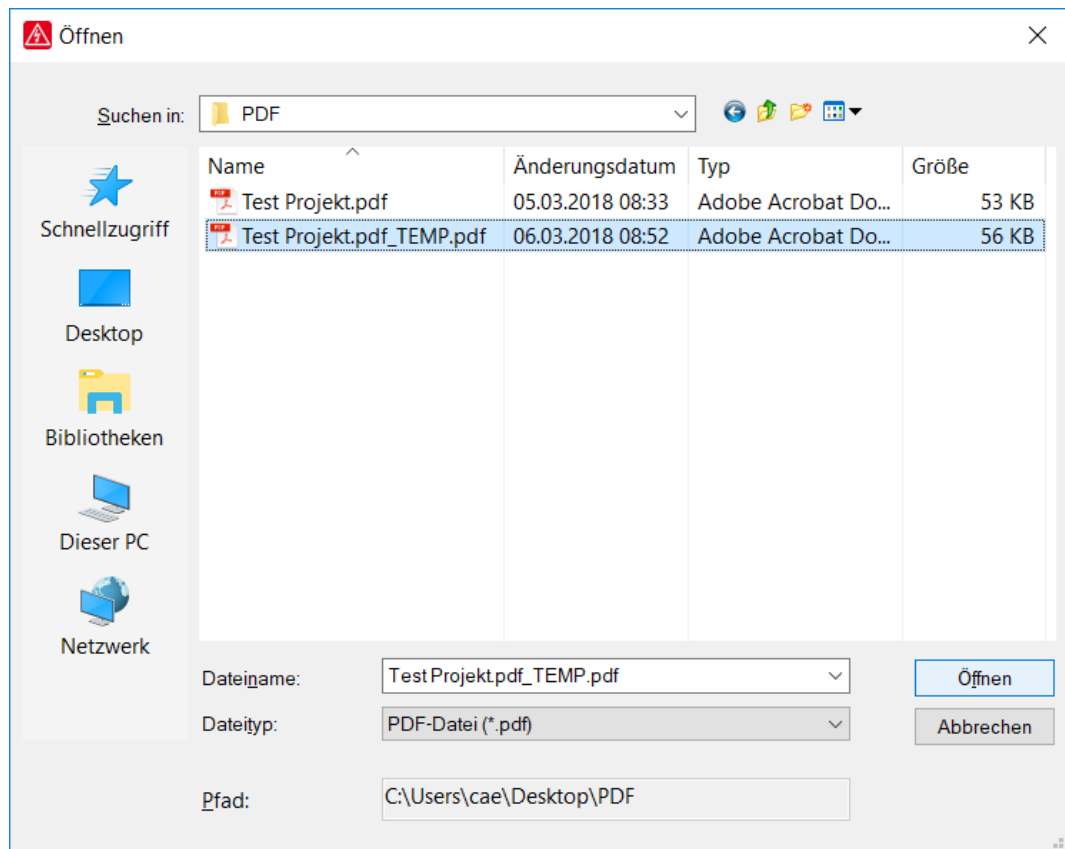 Öffnen
Suchen in: PDF
Name Änderungsdatum Typ Größe
Test Projekt.pdf 05.03.2018 08:33 Adobe Acrobat Do... 53 KB
Test Projekt.pdf_TEMP.pdf 06.03.2018 08:52 Adobe Acrobat Do... 56 KB
Schnellzugriff
Desktop
Bibliotheken
Dieser PC
Netzwerk
Dateiname: Test Projekt.pdf_TEMP.pdf Öffnen
Dateityp: PDF-Datei (*.pdf) Abbrechen
Pfad: C:\Users\cae\Desktop\PDF